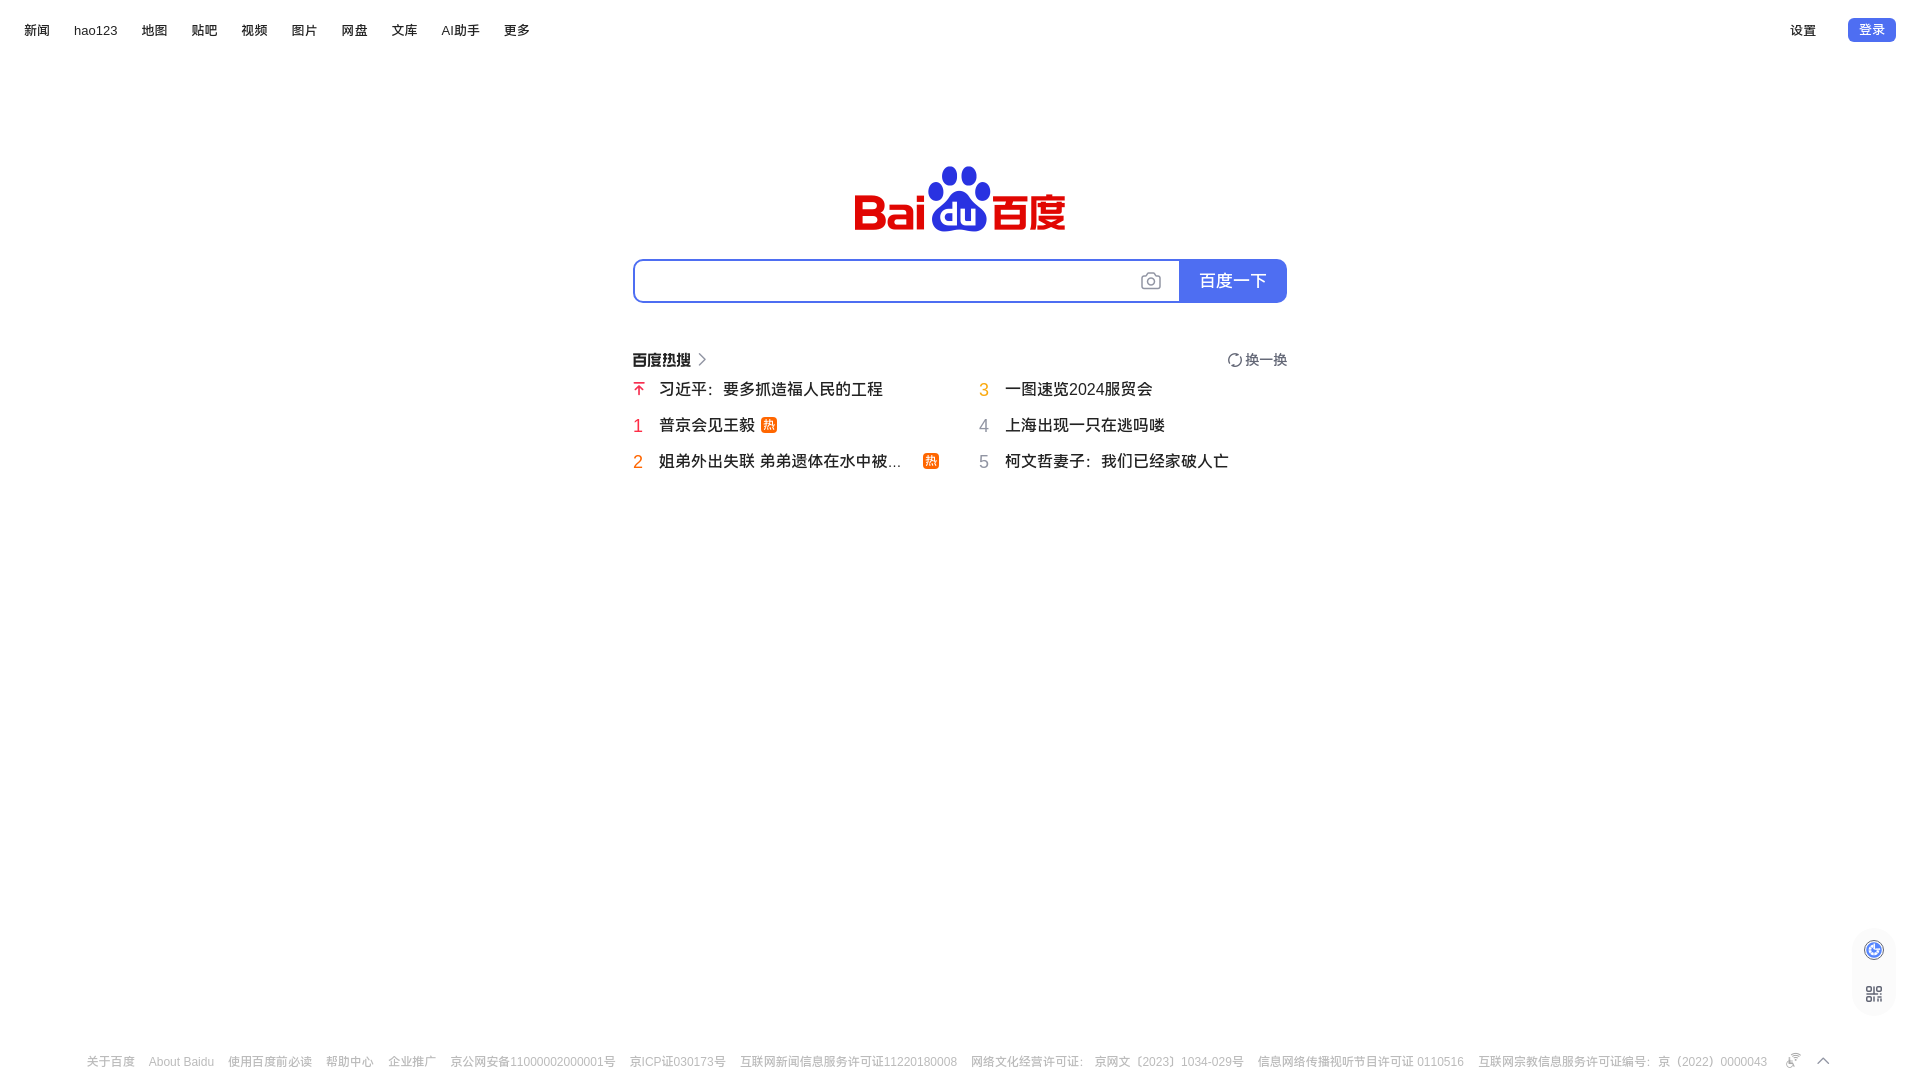 新闻 hao123 地图 贴吧 视频 图片 网盘 文库 AI助手 更多 设置 登录
Bai du 百度
百度一下
百度热搜 换一换
习近平：要多抓造福人民的工程
1 普京会见王毅 热
2 姐弟外出失联 弟弟遗体在水中被... 热
3 一图速览2024服贸会
4 上海出现一只在逃吗喽
5 柯文哲妻子：我们已经家破人亡
关于百度 About Baidu 使用百度前必读 帮助中心 企业推广 京公网安备11000002000001号 京ICP证030173号 互联网新闻信息服务许可证11220180008 网络文化经营许可证： 京网文〔2023〕1034-029号 信息网络传播视听节目许可证 0110516 互联网宗教信息服务许可证编号：京（2022）0000043